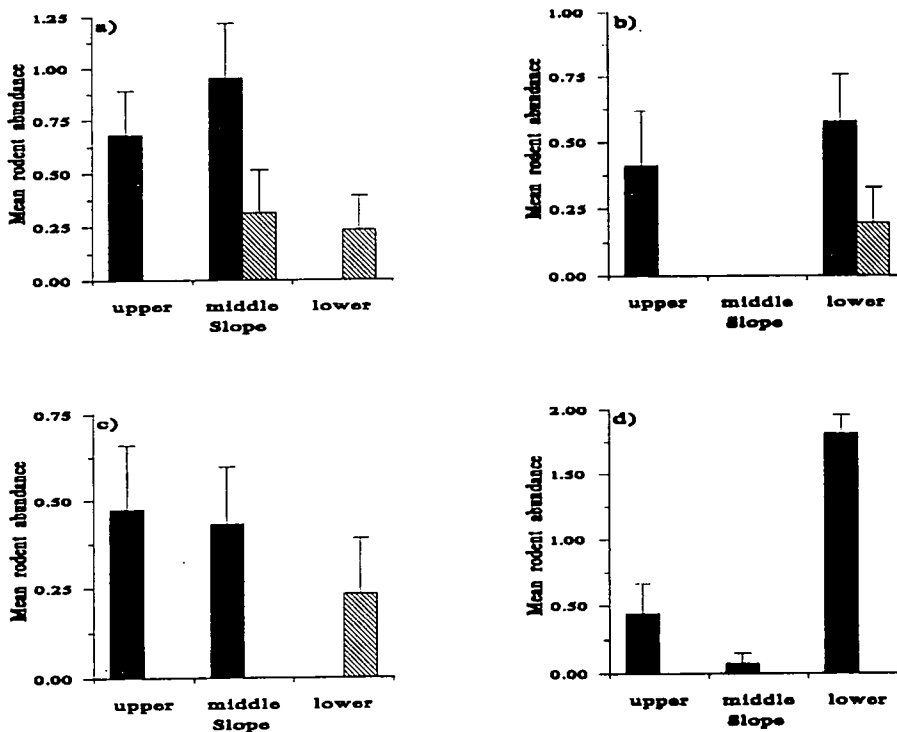 a)
Mean rodent abundance
1.25
1.00
0.75
0.50
0.25
0.00
upper middle lower
Slope
b)
Mean rodent abundance
1.00
0.75
0.50
0.25
0.00
upper middle lower
Slope
c)
Mean rodent abundance
0.75
0.50
0.25
0.00
upper middle lower
Slope
d)
Mean rodent abundance
2.00
1.50
1.00
0.50
0.00
upper middle lower
Slope